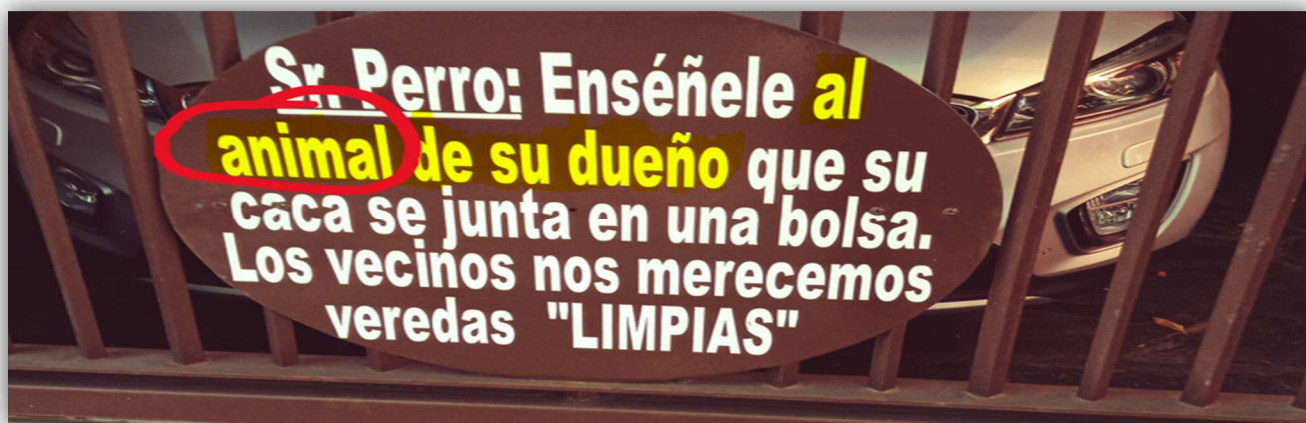 Sr. Perro: Enséñele al
animal de su dueño que su
caca se junta en una bolsa.
Los vecinos nos merecemos
veredas "LIMPIAS"